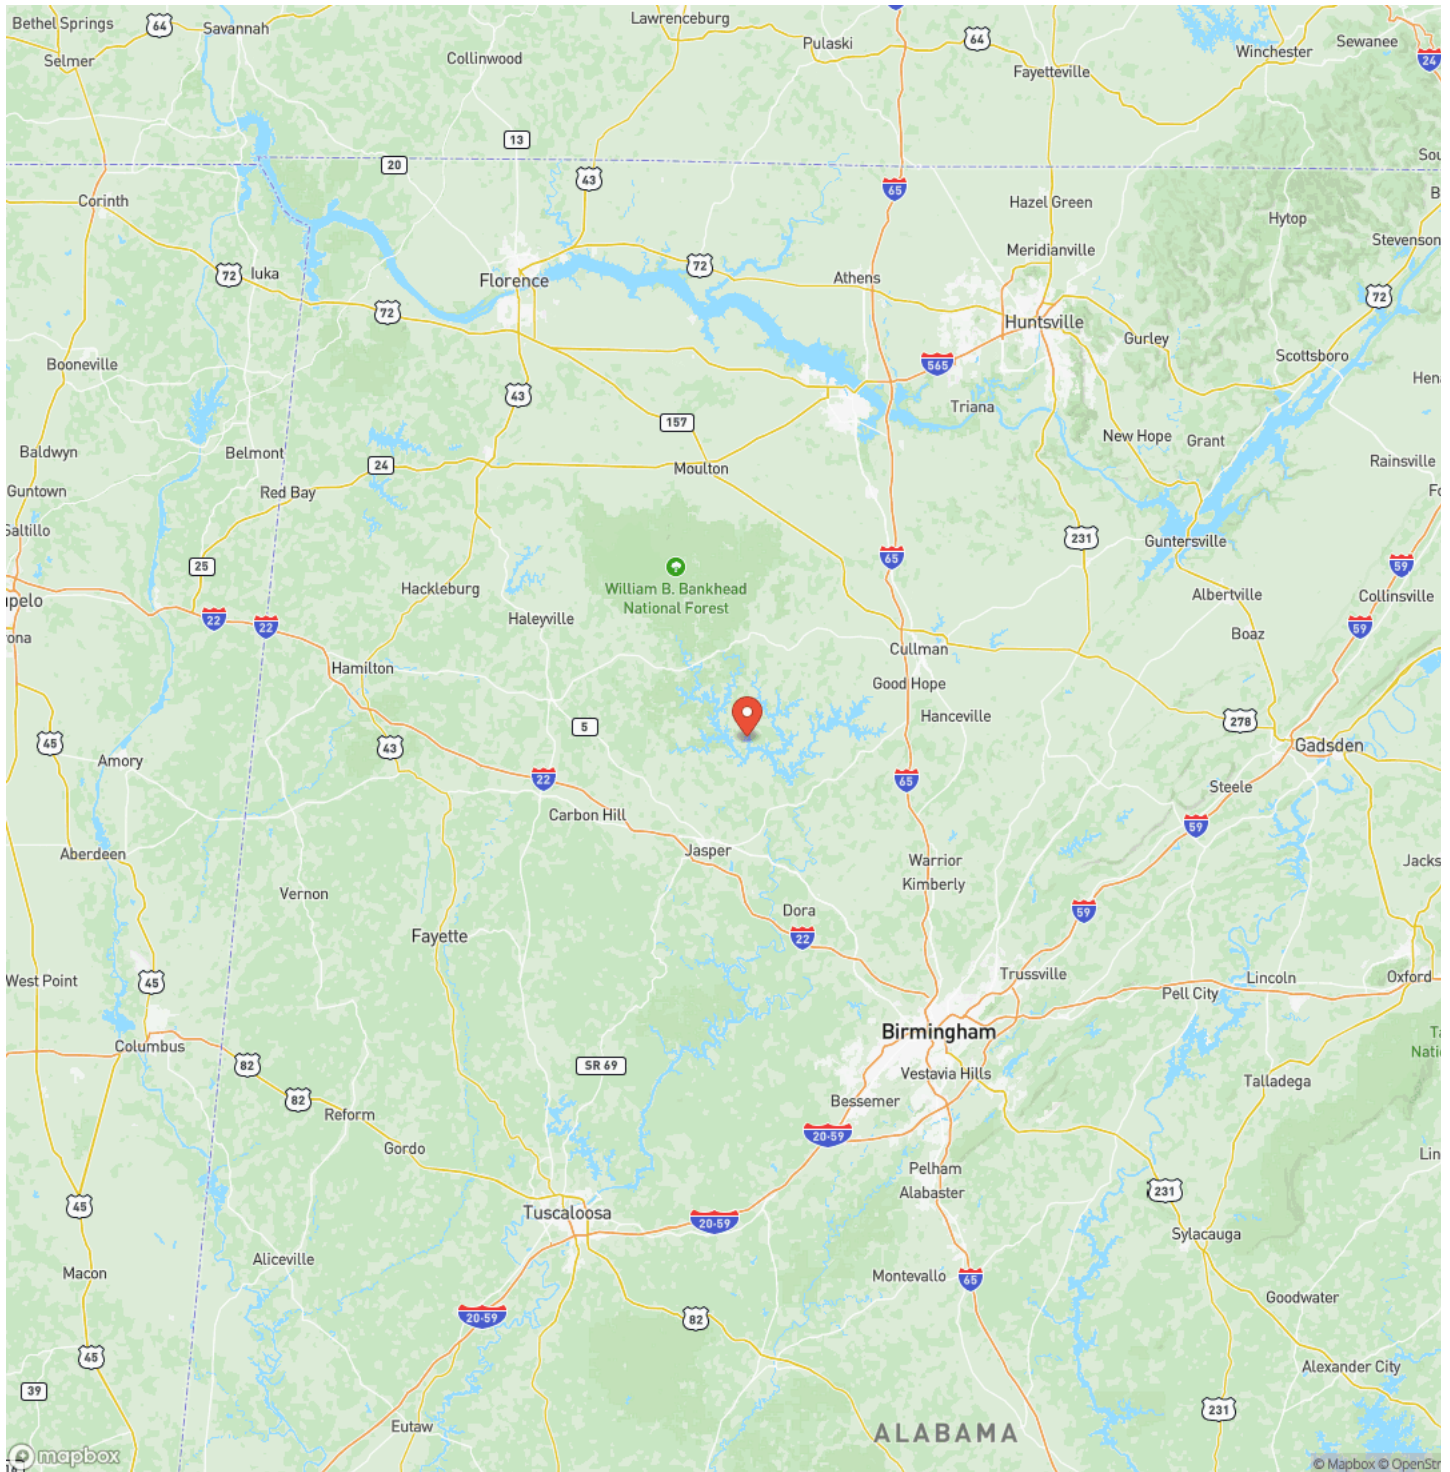 Bethel Springs
64
Savannah
Lawrenceburg
Pulaski
64
Winchester
Sewanee
24
Selmer
Collinwood
Fayetteville
13
20
43
65
Corinth
Hazel Green
Hytop
Meridianville
Stevenson
72
Iuka
72
Athens
Florence
72
72
Huntsville
Gurley
Scottsboro
Booneville
565
43
Triana
157
New Hope
Grant
Baldwyn
Belmont
24
Moulton
Rainsville
Guntown
Red Bay
Saltillo
231
Guntersville
65
59
25
William B. Bankhead
National Forest
Hackleburg
Albertville
Collinsville
22
22
Haleyville
59
Boaz
Cullman
Hamilton
Good Hope
Hanceville
278
5
45
43
Gadsden
Amory
22
65
Steele
Carbon Hill
59
Aberdeen
Jasper
Warrior
Kimberly
Vernon
Dora
59
Fayette
22
West Point
45
Trussville
Lincoln
Oxford
Pell City
Birmingham
Columbus
82
SR 69
Vestavia Hills
Talladega
82
Reform
Bessemer
20-59
Gordo
Pelham
Alabaster
231
45
Tuscaloosa
20-59
Sylacauga
Aliceville
Macon
Montevallo
65
Goodwater
20-59
82
45
Alexander City
39
231
Eutaw
ALABAMA
mapbox
© Mapbox © OpenStr